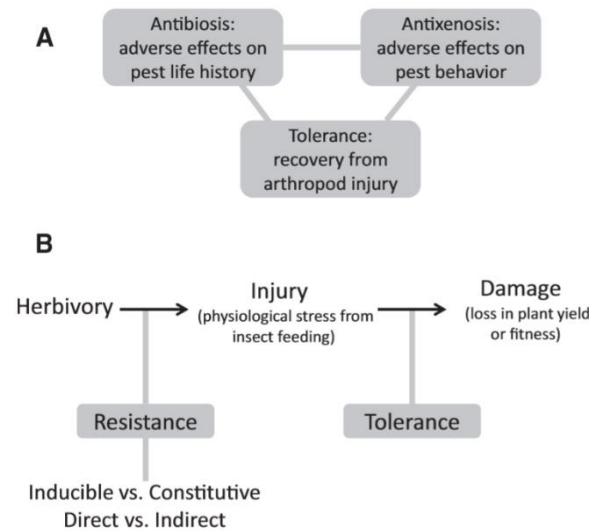 A
Antibiosis:
adverse effects on
pest life history
Antixenosis:
adverse effects on
pest behavior
Tolerance:
recovery from
arthropod injury
B
Herbivory
Injury
(physiological stress from
insect feeding)
Damage
(loss in plant yield
or fitness)
Resistance
Tolerance
Inducible vs. Constitutive
Direct vs. Indirect